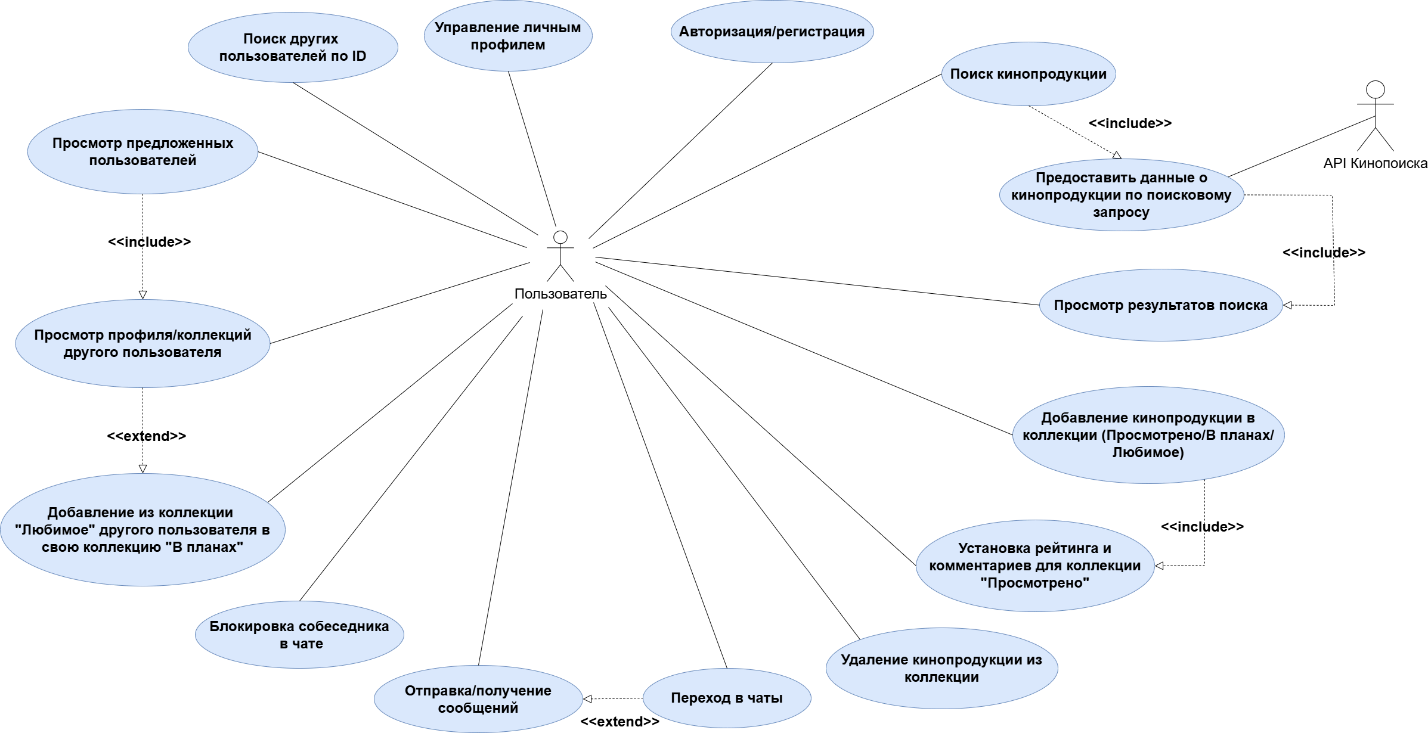 Поиск других
пользователей по ID
Управление личным
профилем
Авторизация/регистрация
Поиск кинопродукции
<<include>>
API Кинопоиска
Просмотр предложенных
пользователей
Предоставить данные о
кинопродукции по поисковому
запросу
<<include>>
<<include>>
Пользователь
Просмотр результатов поиска
Просмотр профиля/коллекций
другого пользователя
<<extend>>
Добавление кинопродукции в
коллекции (Просмотрено/В планах/
Любимое)
<<include>>
Добавление из коллекции
"Любимое" другого пользователя в
свою коллекцию "В планах"
Установка рейтинга и
комментариев для коллекции
"Просмотрено"
Блокировка собеседника
в чате
Удаление кинопродукции из
коллекции
Отправка/получение
сообщений
<<extend>>
Переход в чаты